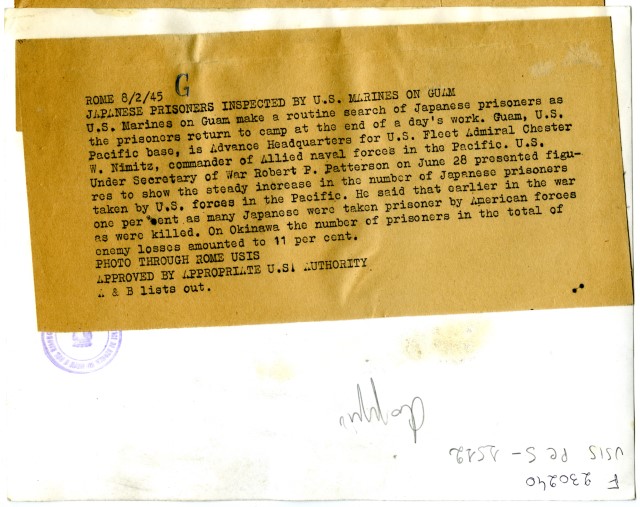 ROME 8/2/45 G
JAPANESE PRISONERS INSPECTED BY U.S. MARINES ON GUAM
U.S. Marines on Guam make a routine search of Japanese prisoners as
the prisoners return to camp at the end of a day's work. Guam, U.S.
Pacific base, is Advance Headquarters for U.S. Fleet Admiral Chester
W. Nimitz, commander of Allied naval forces in the Pacific. U.S.
Under Secretary of War Robert P. Patterson on June 28 presented figu-
res to show the steady increase in the number of Japanese prisoners
taken by U.S. forces in the Pacific. He said that earlier in the war
one per cent as many Japanese were taken prisoner by American forces
as were killed. On Okinawa the number of prisoners in the total of
enemy losses amounted to 11 per cent.
PHOTO THROUGH ROME USIS
APPROVED BY APPROPRIATE U.S. AUTHORITY
A & B lists out.
F 230240
USIS PC S - 1512